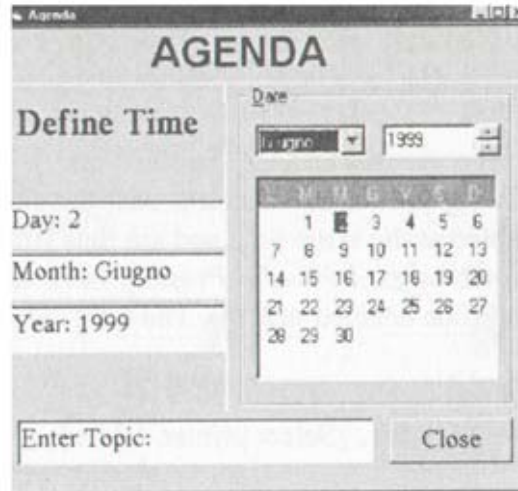 Agenda
AGENDA
Define Time
Day: 2
Month: Giugno
Year: 1999
Date
Giugno 1999
L M M G V S D
1 2 3 4 5 6
7 8 9 10 11 12 13
14 15 16 17 18 19 20
21 22 23 24 25 26 27
28 29 30
Enter Topic:
Close